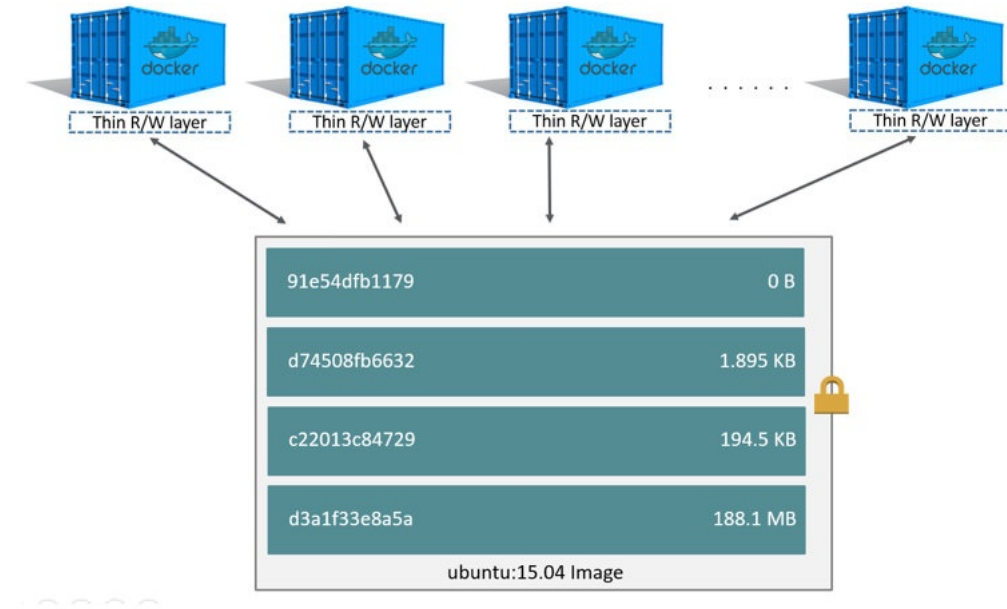 docker
docker
docker
docker
. . . . . .
Thin R/W layer
Thin R/W layer
Thin R/W layer
Thin R/W layer
91e54dfb1179 0 B
d74508fb6632 1.895 KB
c22013c84729 194.5 KB
d3a1f33e8a5a 188.1 MB
ubuntu:15.04 Image